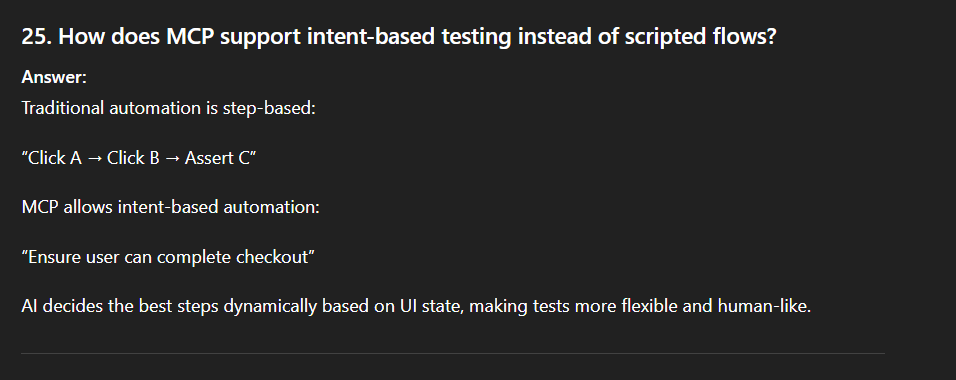 25. How does MCP support intent-based testing instead of scripted flows?
Answer:
Traditional automation is step-based:
“Click A → Click B → Assert C”
MCP allows intent-based automation:
“Ensure user can complete checkout”
AI decides the best steps dynamically based on UI state, making tests more flexible and human-like.